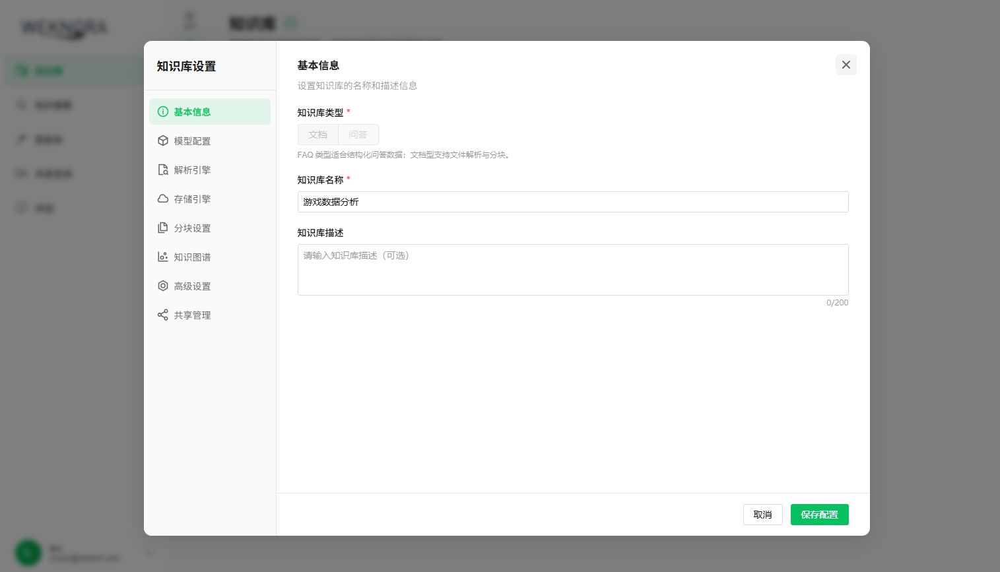 WEKNORA
知识库
知识库设置
基本信息
模型配置
解析引擎
存储引擎
分块设置
知识图谱
高级设置
共享管理
基本信息
设置知识库的名称和描述信息
知识库类型 *
文档 问答
FAQ 类型适合结构化问答数据；文档型支持文件解析与分块。
知识库名称 *
游戏数据分析
知识库描述
请输入知识库描述（可选）
0/200
取消 保存配置